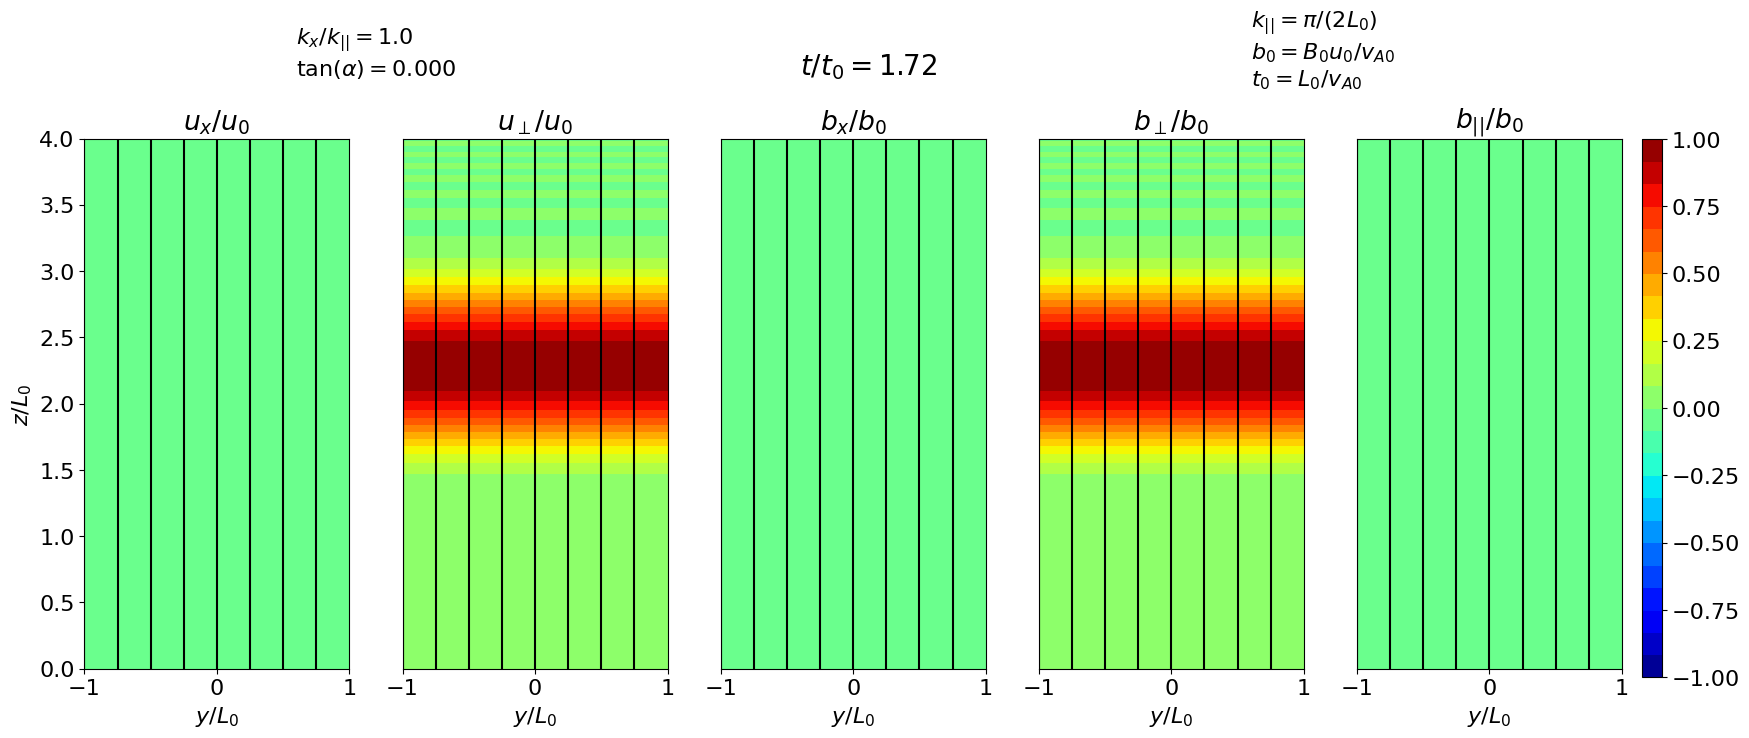 k_x/k_{||} = 1.0
tan(α) = 0.000
t/t_0 = 1.72
k_{||} = π/(2L_0)
b_0 = B_0u_0/v_{A0}
t_0 = L_0/v_{A0}
u_x/u_0
u_⊥/u_0
b_x/b_0
b_⊥/b_0
b_{||}/b_0
4.0
3.5
3.0
2.5
2.0
1.5
1.0
0.5
0.0
z/L_0
−1 0 1
−1 0 1
−1 0 1
−1 0 1
−1 0 1
y/L_0
y/L_0
y/L_0
y/L_0
y/L_0
1.00
0.75
0.50
0.25
0.00
−0.25
−0.50
−0.75
−1.00